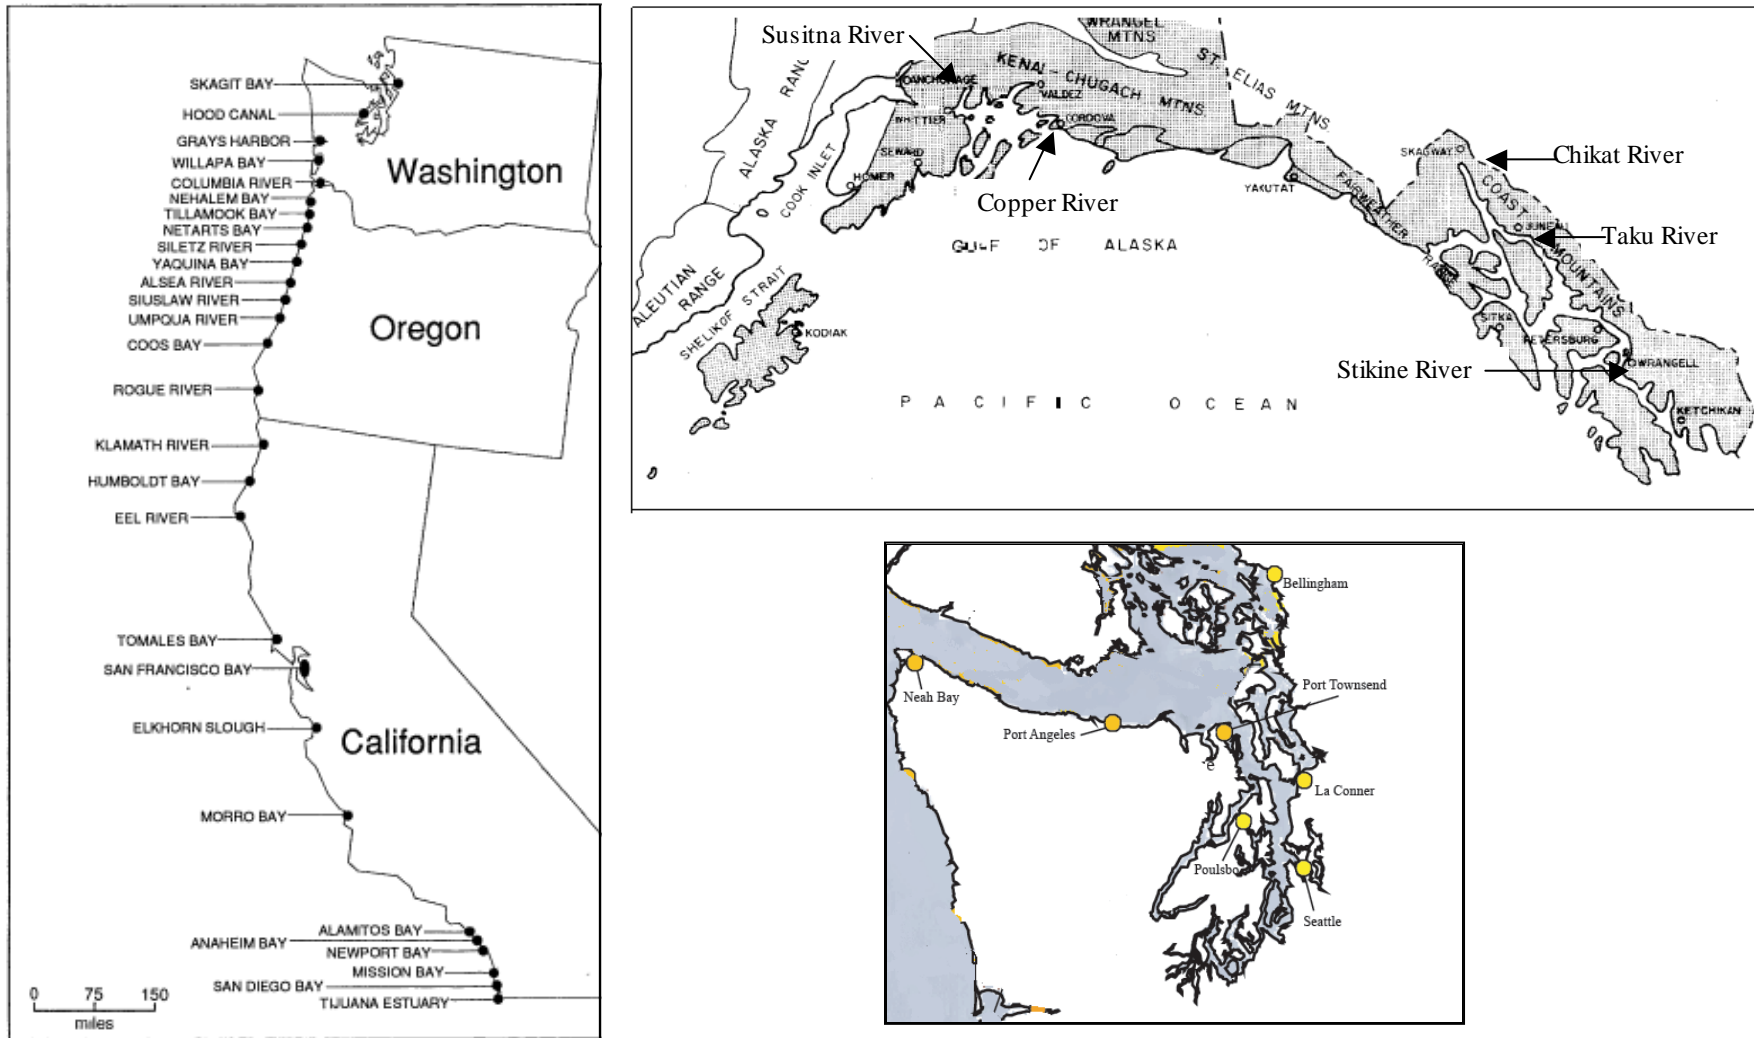 SKAGIT BAY
HOOD CANAL
GRAYS HARBOR
WILLAPA BAY
COLUMBIA RIVER
NEHALEM BAY
TILLAMOOK BAY
NETARTS BAY
SILETZ RIVER
YAQUINA BAY
ALSEA RIVER
SIUSLAW RIVER
UMPQUA RIVER
COOS BAY
ROGUE RIVER
KLAMATH RIVER
HUMBOLDT BAY
EEL RIVER
TOMALES BAY
SAN FRANCISCO BAY
ELKHORN SLOUGH
MORRO BAY
ALAMITOS BAY
ANAHEIM BAY
NEWPORT BAY
MISSION BAY
SAN DIEGO BAY
TIJUANA ESTUARY
Washington
Oregon
California
0 75 150
miles
Susitna River
WRANGEL
MTNS
ST. ELIAS MTNS.
KENAI-CHUGACH MTNS.
ALASKA RANG
ANCHORAGE
VALDEZ
WHITTIER
CORDOVA
SEWARD
HOMER
COOK INLET
Copper River
YAKUTAT
SKAGWAY
Chikat River
FAIRWEATHER
RANGE
COAST
MOUNTAINS
JUNEAU
Taku River
GULF OF ALASKA
ALEUTIAN
RANGE
SHELIKOF STRAIT
KODIAK
SITKA
PETERSBURG
WRANGELL
Stikine River
KETCHIKAN
PACIFIC OCEAN
Bellingham
Neah Bay
Port Townsend
Port Angeles
e
La Conner
Poulsbo
Seattle